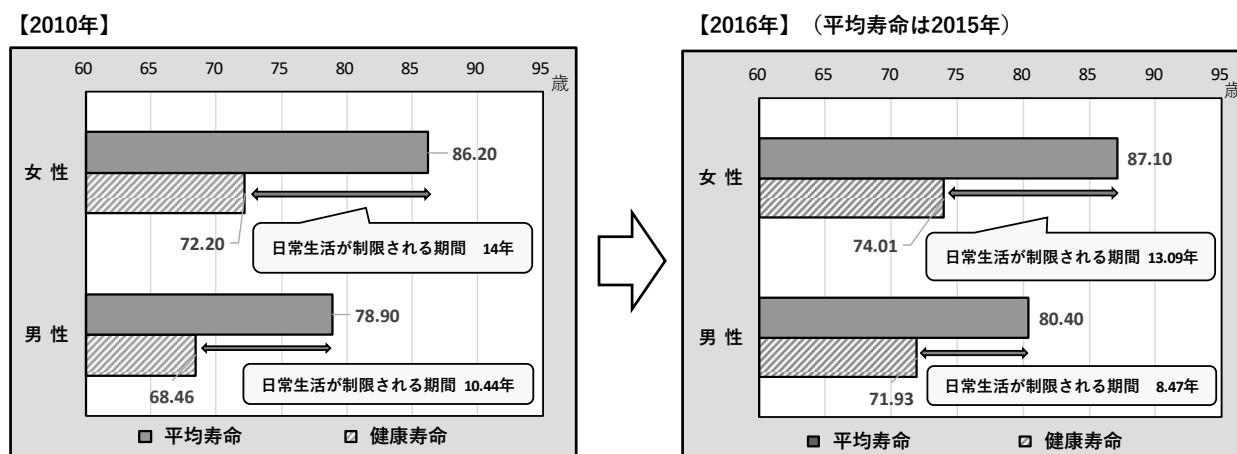 【2010年】
60 65 70 75 80 85 90 95
歳
女 性
86.20
72.20
日常生活が制限される期間 14年
男 性
78.90
68.46
日常生活が制限される期間 10.44年
平均寿命 健康寿命
【2016年】（平均寿命は2015年）
60 65 70 75 80 85 90 95
歳
女 性
87.10
74.01
日常生活が制限される期間 13.09年
男 性
80.40
71.93
日常生活が制限される期間 8.47年
平均寿命 健康寿命